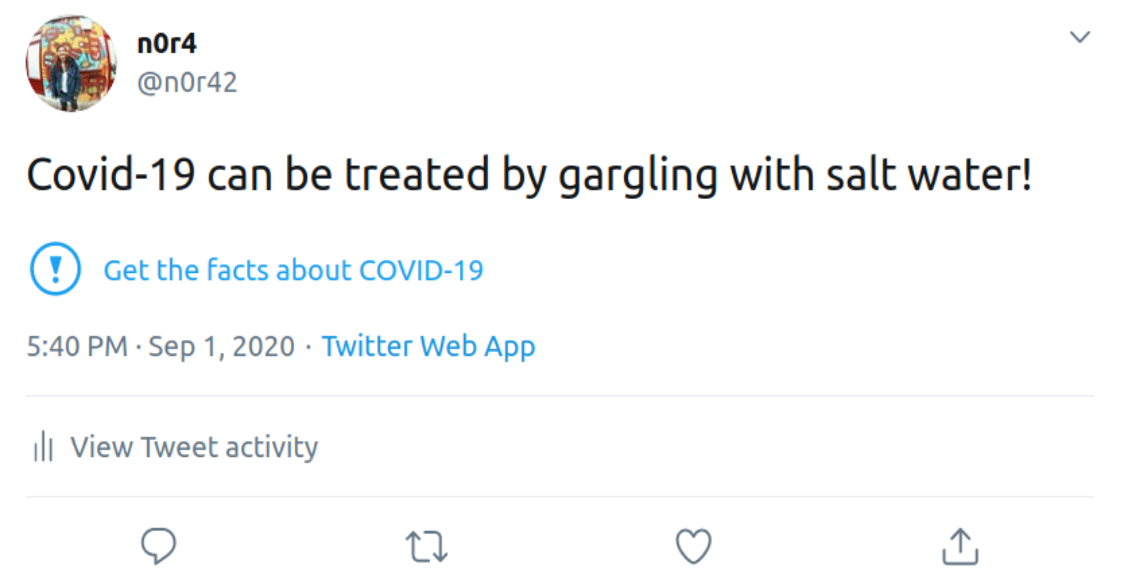 n0r4
@n0r42
Covid-19 can be treated by gargling with salt water!
Get the facts about COVID-19
5:40 PM · Sep 1, 2020 · Twitter Web App
View Tweet activity